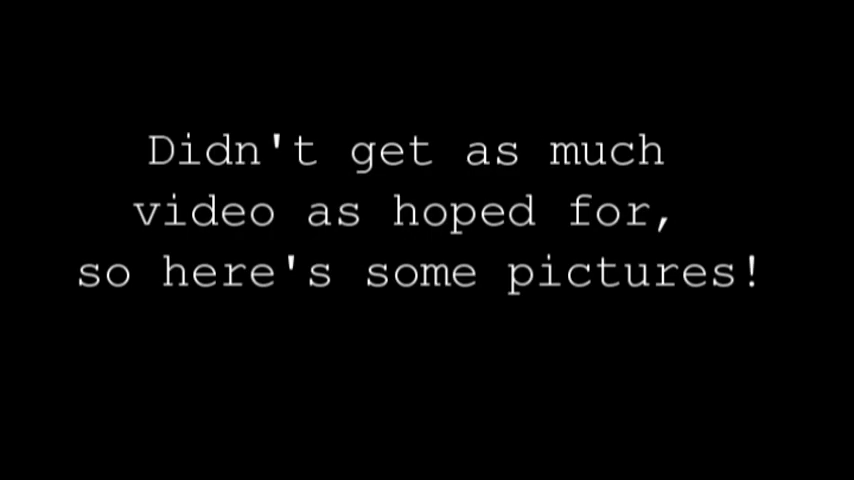 Didn't get as much
video as hoped for,
so here's some pictures!